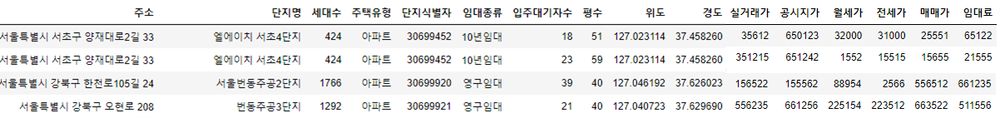 주소 단지명 세대수 주택유형 단지식별자 임대종류 입주대기자수 평수 위도 경도 실거래가 공시지가 월세가 전세가 매매가 임대료
서울특별시 서초구 양재대로2길 33 엘에이치 서초4단지 424 아파트 30699452 10년임대 18 51 127.023114 37.458260 35612 650123 32000 31000 25551 65122
서울특별시 서초구 양재대로2길 33 엘에이치 서초4단지 424 아파트 30699452 10년임대 23 59 127.023114 37.458260 351215 651242 1552 15515 15655 21555
서울특별시 강북구 한천로105길 24 서울번동주공2단지 1766 아파트 30699920 영구임대 39 40 127.046192 37.626023 156522 155562 88954 2566 556512 661235
서울특별시 강북구 오현로 208 번동주공3단지 1292 아파트 30699921 영구임대 21 40 127.040723 37.629690 556235 661256 225154 223512 663522 511556